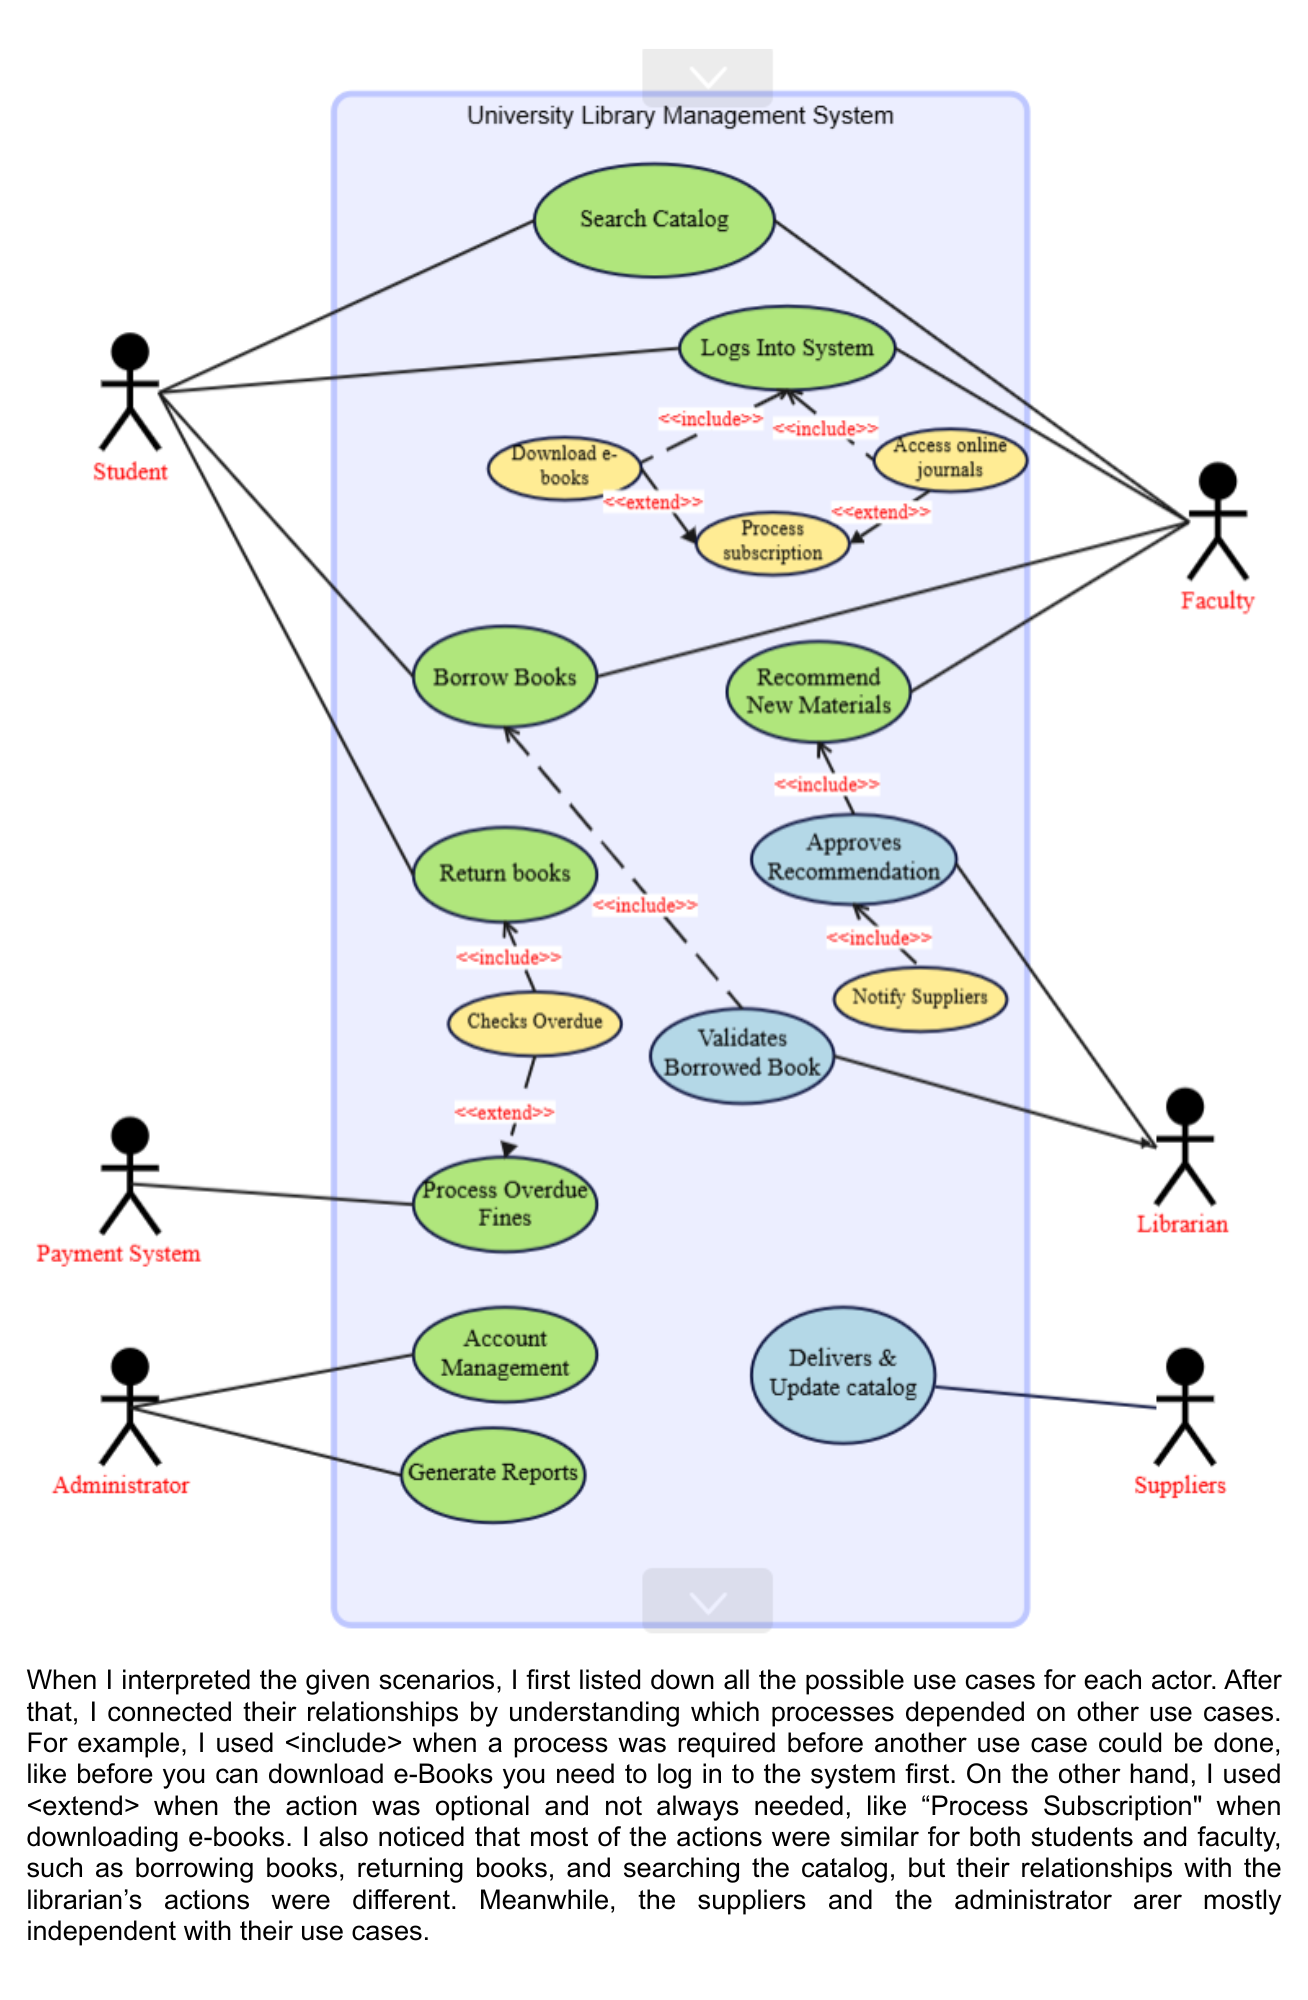 University Library Management System
Search Catalog
Logs Into System
<<include>>
<<include>>
Download e-
books
Access online
journals
<<extend>>
<<extend>>
Process
subscription
Student
Faculty
Borrow Books
Recommend
New Materials
<<include>>
Approves
Recommendation
Return books
<<include>>
<<include>>
<<include>>
Notify Suppliers
Checks Overdue
Validates
Borrowed Book
<<extend>>
Process Overdue
Fines
Payment System
Librarian
Account
Management
Delivers &
Update catalog
Generate Reports
Administrator
Suppliers
When I interpreted the given scenarios, I first listed down all the possible use cases for each actor. After
that, I connected their relationships by understanding which processes depended on other use cases.
For example, I used <include> when a process was required before another use case could be done,
like before you can download e-Books you need to log in to the system first. On the other hand, I used
<extend> when the action was optional and not always needed, like “Process Subscription" when
downloading e-books. I also noticed that most of the actions were similar for both students and faculty,
such as borrowing books, returning books, and searching the catalog, but their relationships with the
librarian’s actions were different. Meanwhile, the suppliers and the administrator arer mostly
independent with their use cases.